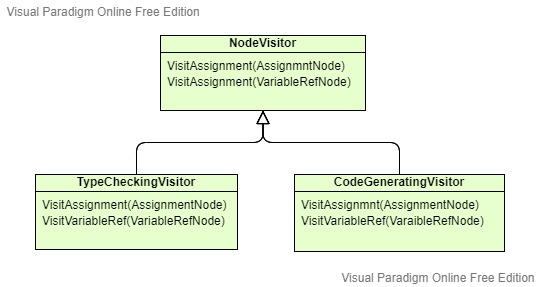 Visual Paradigm Online Free Edition
NodeVisitor
VisitAssignment(AssignmntNode)
VisitAssignment(VariableRefNode)
TypeCheckingVisitor
VisitAssignment(AssignmentNode)
VisitVariableRef(VariableRefNode)
CodeGeneratingVisitor
VisitAssignmnt(AssignmentNode)
VisitVariableRef(VaraibleRefNode)
Visual Paradigm Online Free Edition